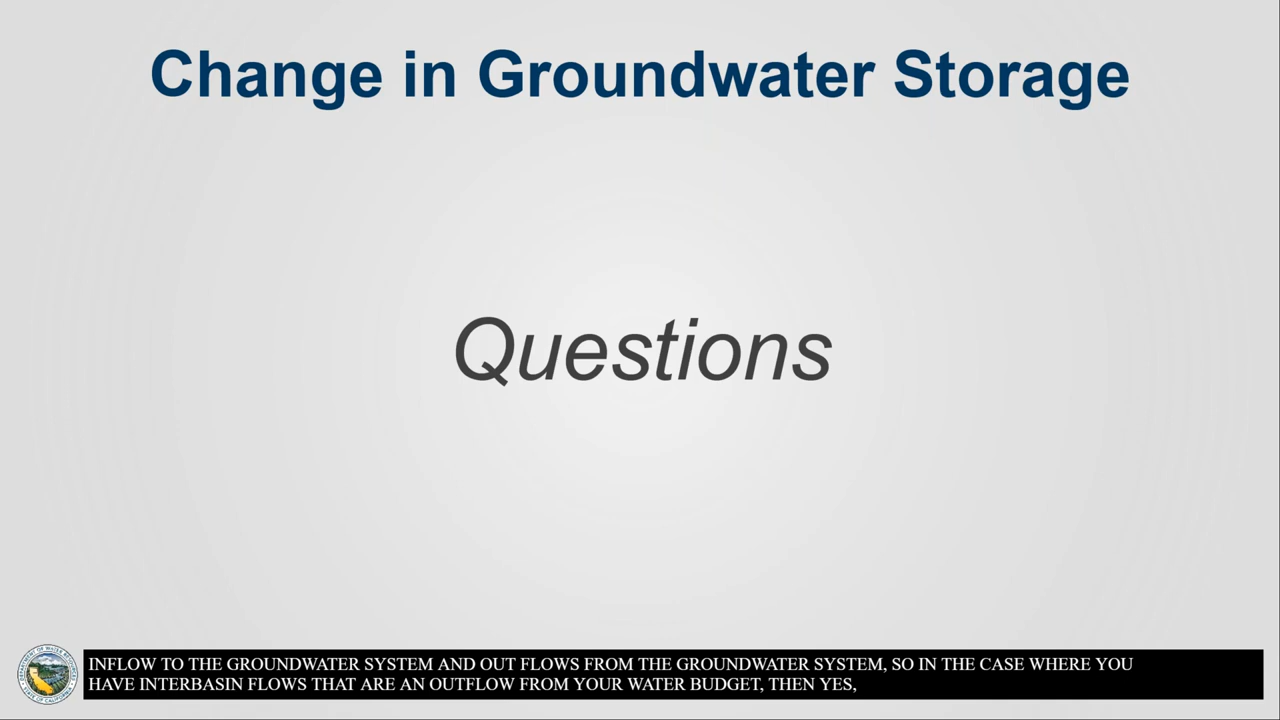 Change in Groundwater Storage
Questions
INFLOW TO THE GROUNDWATER SYSTEM AND OUT FLOWS FROM THE GROUNDWATER SYSTEM, SO IN THE CASE WHERE YOU
HAVE INTERBASIN FLOWS THAT ARE AN OUTFLOW FROM YOUR WATER BUDGET, THEN YES,